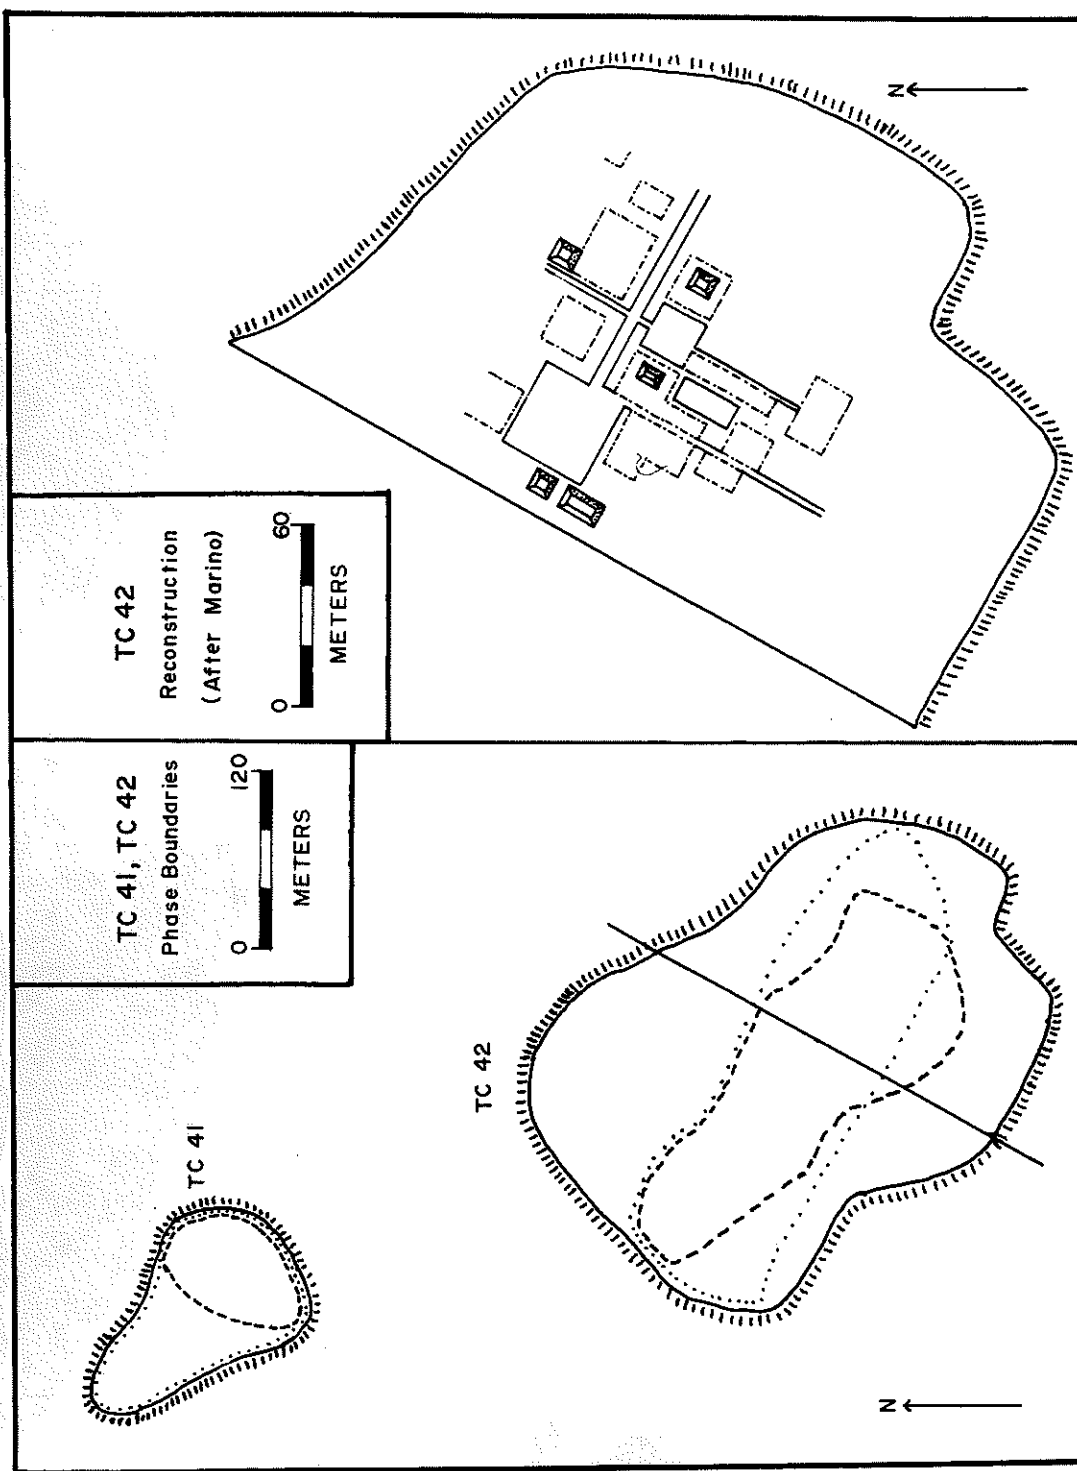 TC 41, TC 42
Phase Boundaries
0 120
METERS
TC 41
TC 42
N
TC 42
Reconstruction
(After Marino)
0 60
METERS
N